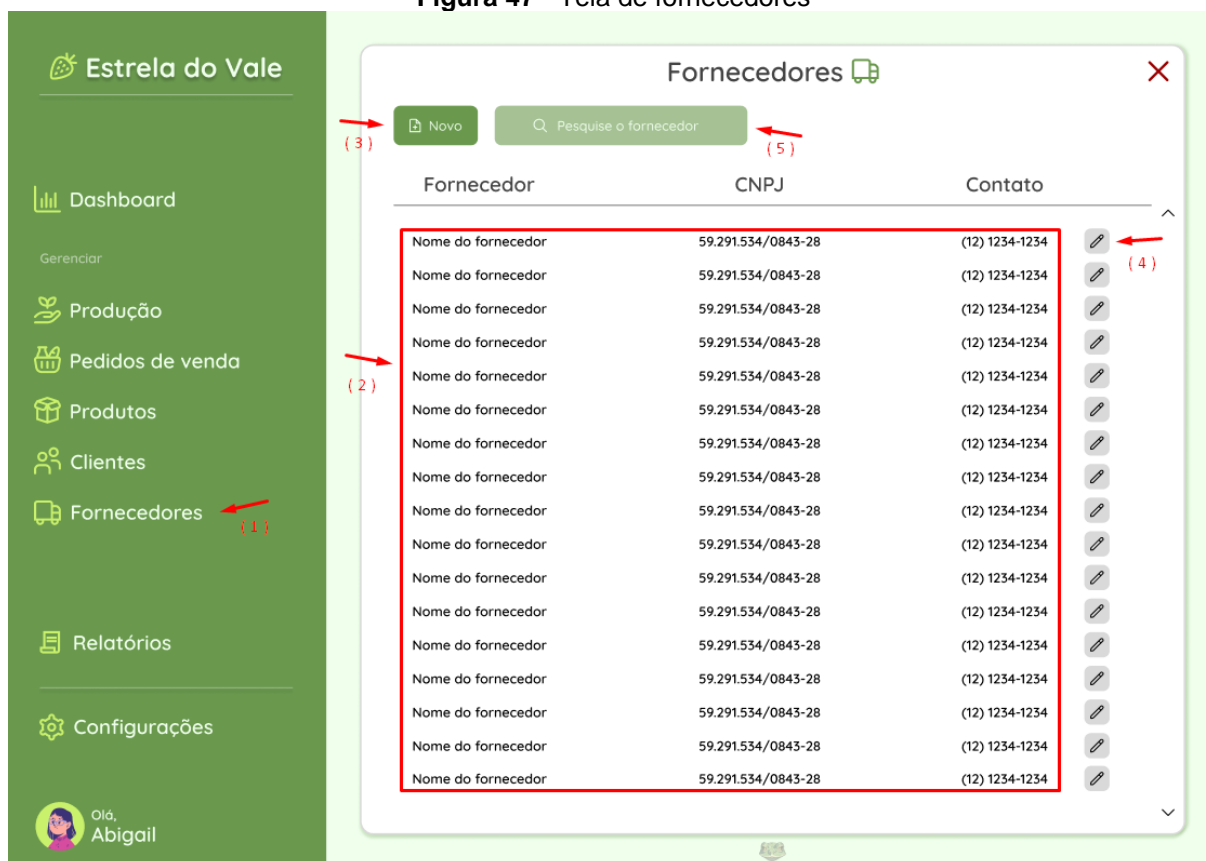 Figura 47 - Tela de fornecedores
Estrela do Vale
Fornecedores
Novo
Pesquise o fornecedor
( 3 )
( 5 )
Fornecedor CNPJ Contato
Dashboard
Gerenciar
Produção
Pedidos de venda
Produtos
Clientes
Fornecedores
( 1 )
Relatórios
Configurações
Olá,
Abigail
Nome do fornecedor 59.291.534/0843-28 (12) 1234-1234
( 4 )
Nome do fornecedor 59.291.534/0843-28 (12) 1234-1234
Nome do fornecedor 59.291.534/0843-28 (12) 1234-1234
Nome do fornecedor 59.291.534/0843-28 (12) 1234-1234
( 2 )
Nome do fornecedor 59.291.534/0843-28 (12) 1234-1234
Nome do fornecedor 59.291.534/0843-28 (12) 1234-1234
Nome do fornecedor 59.291.534/0843-28 (12) 1234-1234
Nome do fornecedor 59.291.534/0843-28 (12) 1234-1234
Nome do fornecedor 59.291.534/0843-28 (12) 1234-1234
Nome do fornecedor 59.291.534/0843-28 (12) 1234-1234
Nome do fornecedor 59.291.534/0843-28 (12) 1234-1234
Nome do fornecedor 59.291.534/0843-28 (12) 1234-1234
Nome do fornecedor 59.291.534/0843-28 (12) 1234-1234
Nome do fornecedor 59.291.534/0843-28 (12) 1234-1234
Nome do fornecedor 59.291.534/0843-28 (12) 1234-1234
Nome do fornecedor 59.291.534/0843-28 (12) 1234-1234
Nome do fornecedor 59.291.534/0843-28 (12) 1234-1234